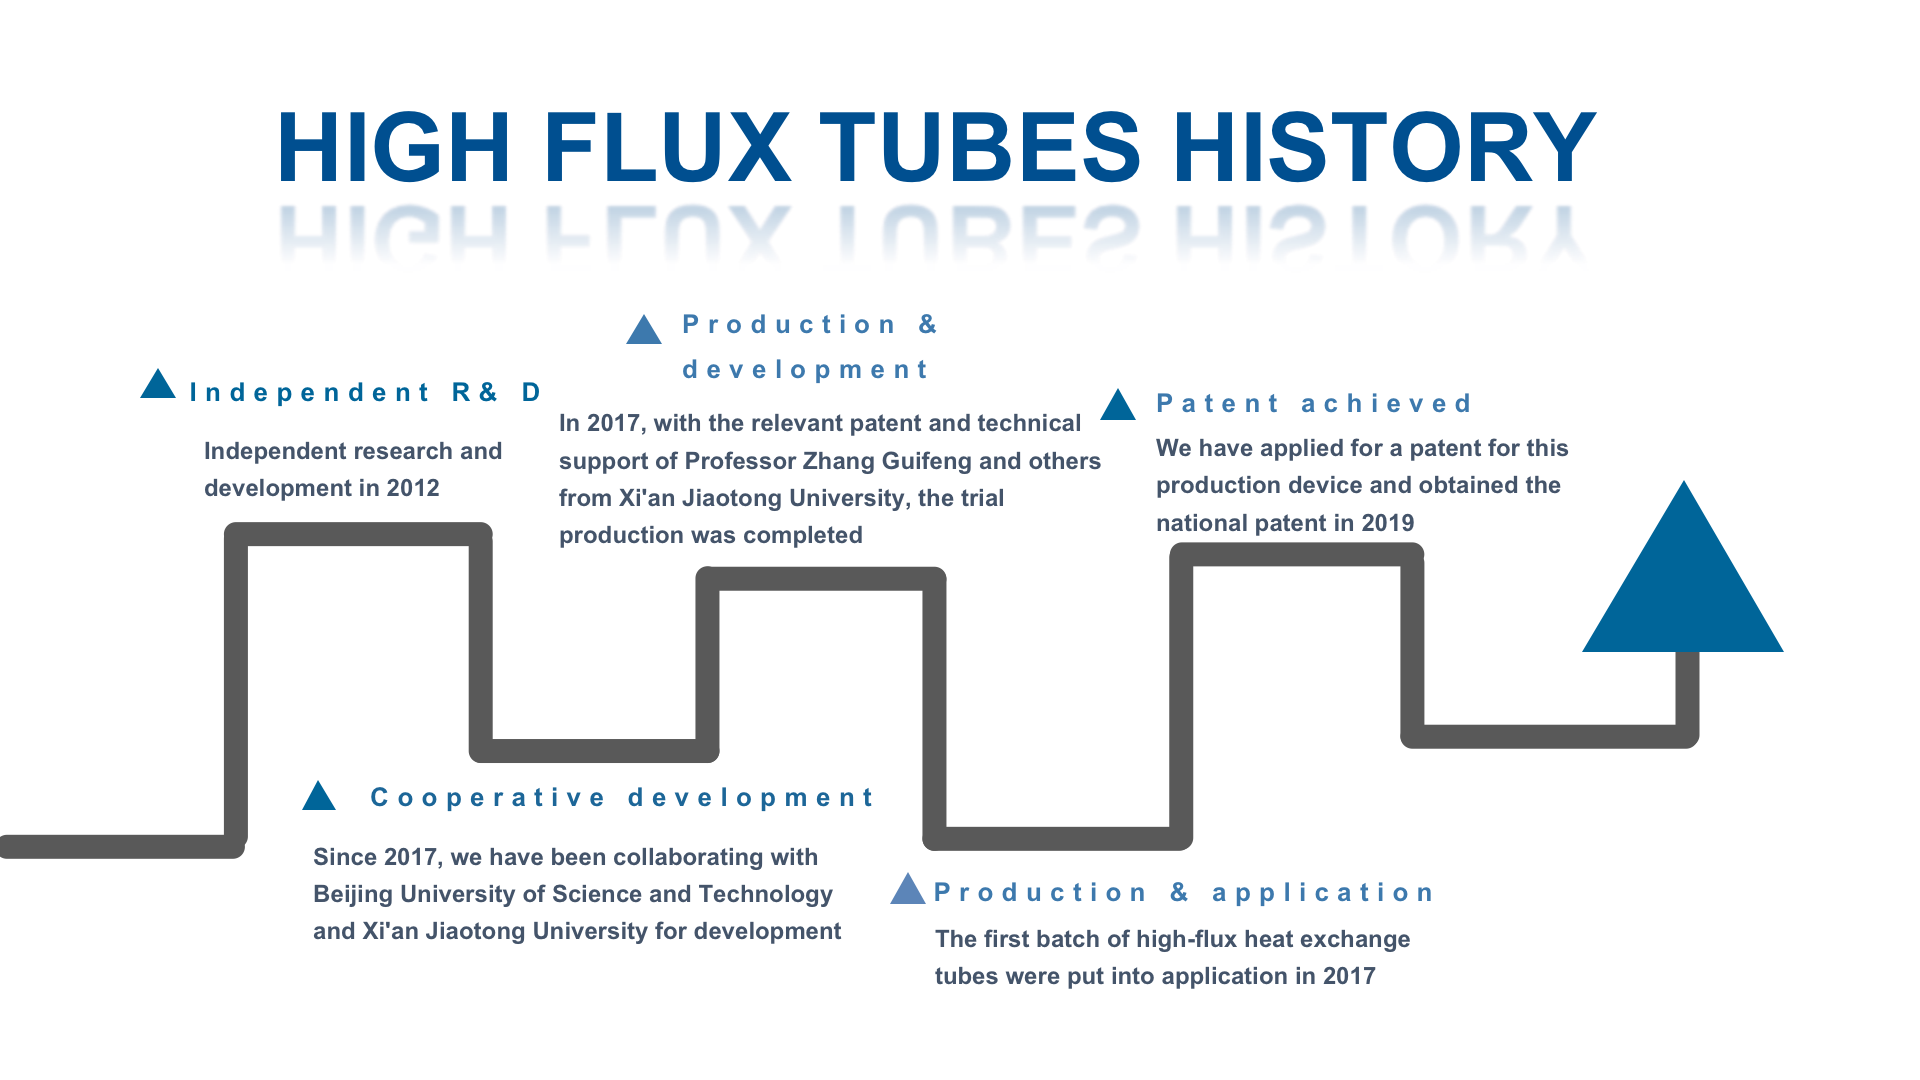 HIGH FLUX TUBES HISTORY
Independent R& D
Independent research and
development in 2012
Cooperative development
Since 2017, we have been collaborating with
Beijing University of Science and Technology
and Xi'an Jiaotong University for development
Production &
development
In 2017, with the relevant patent and technical
support of Professor Zhang Guifeng and others
from Xi'an Jiaotong University, the trial
production was completed
Production & application
The first batch of high-flux heat exchange
tubes were put into application in 2017
Patent achieved
We have applied for a patent for this
production device and obtained the
national patent in 2019